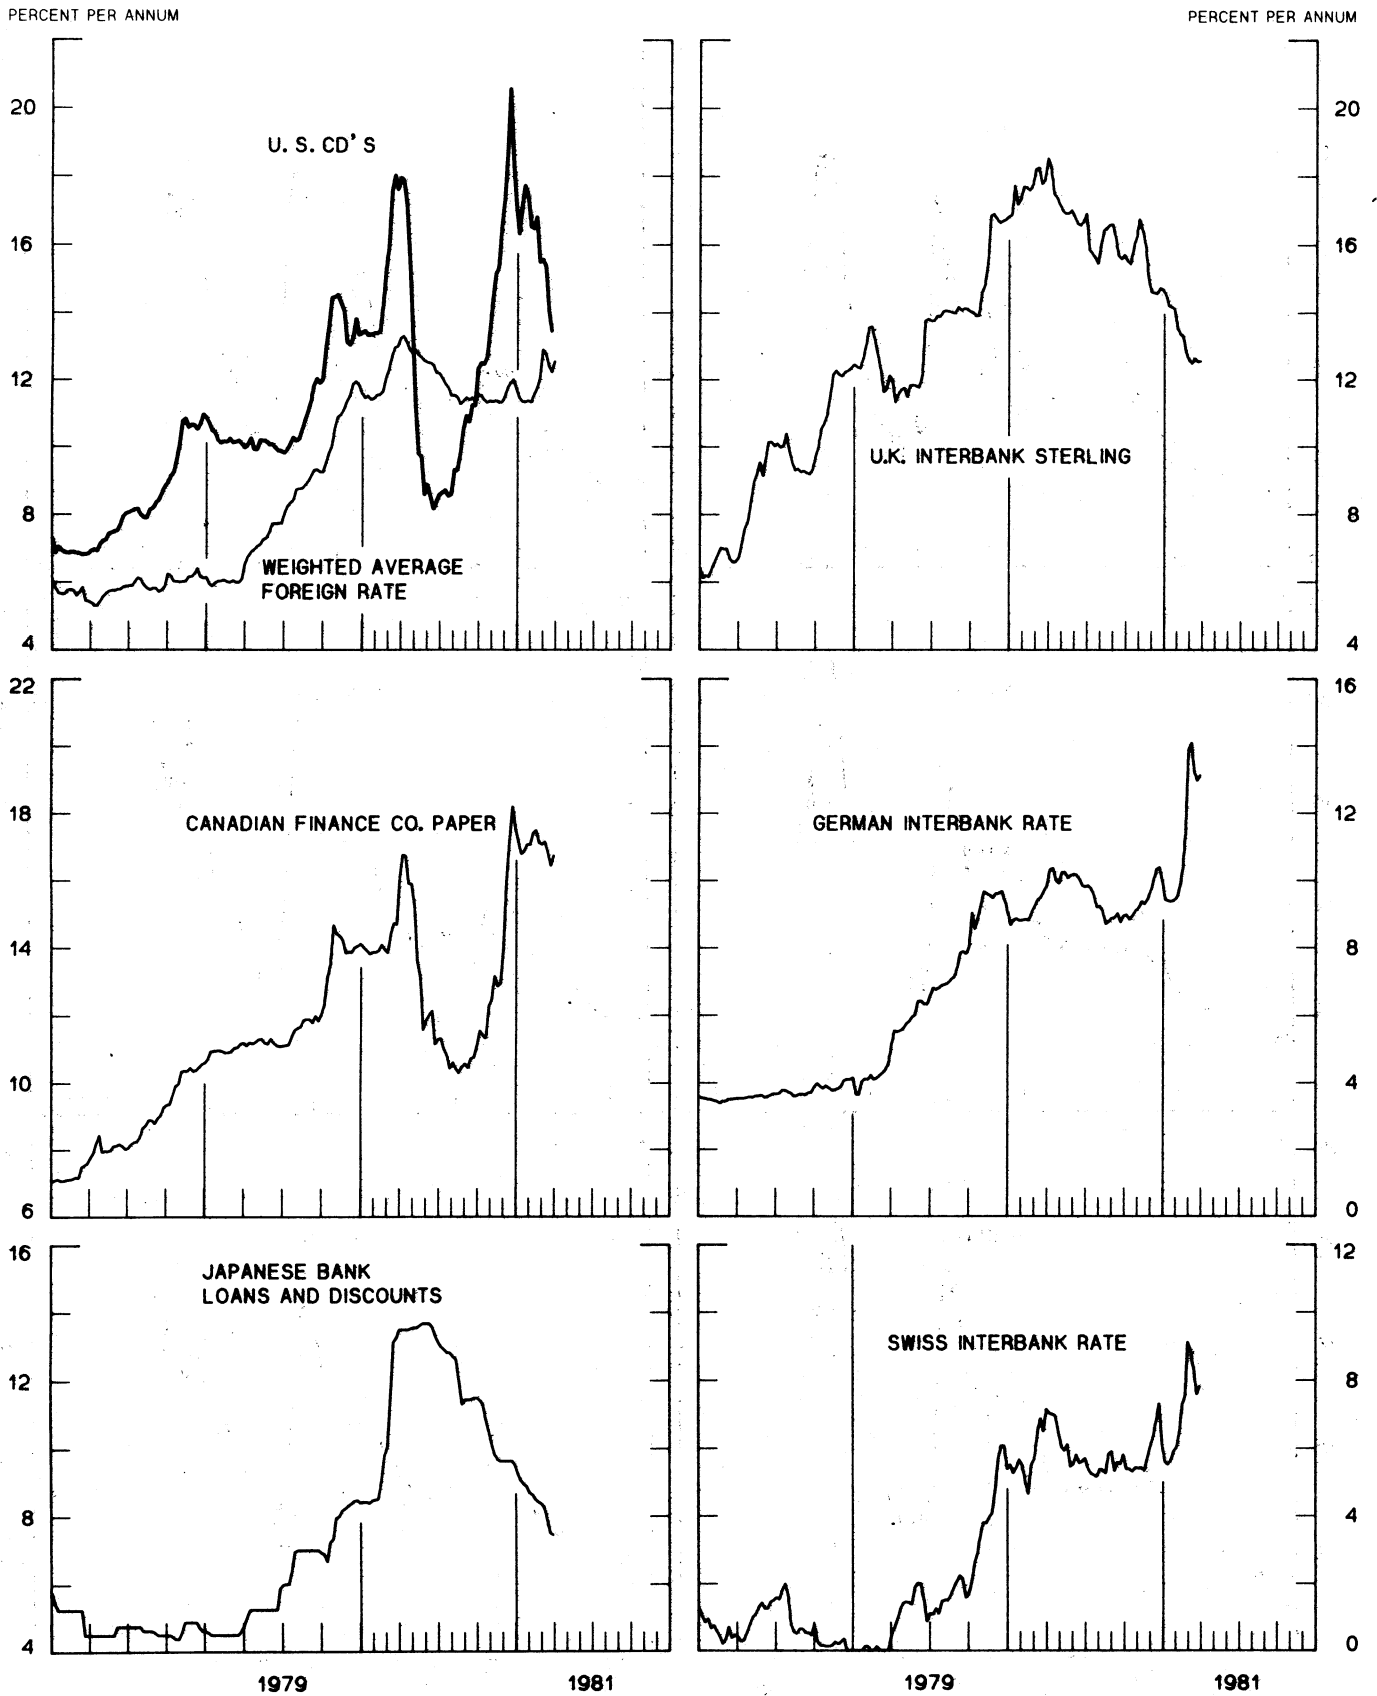 PERCENT PER ANNUM
PERCENT PER ANNUM
U. S. CD'S
WEIGHTED AVERAGE
FOREIGN RATE
20
16
12
8
4
U.K. INTERBANK STERLING
20
16
12
8
4
CANADIAN FINANCE CO. PAPER
22
18
14
10
6
GERMAN INTERBANK RATE
16
12
8
4
0
JAPANESE BANK
LOANS AND DISCOUNTS
16
12
8
4
1979
1981
SWISS INTERBANK RATE
12
8
4
0
1979
1981